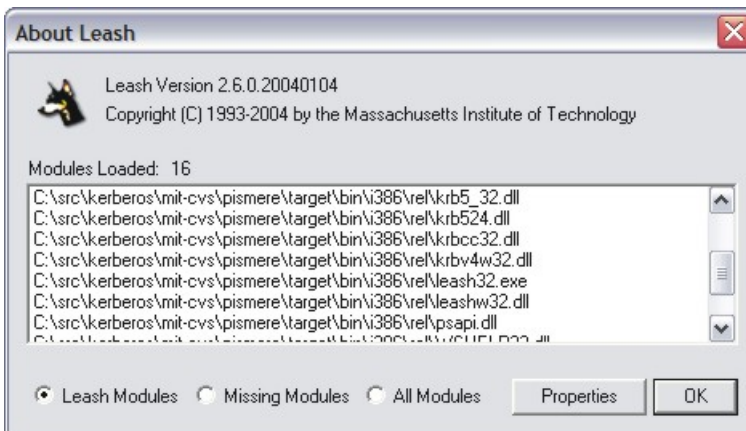 About Leash
Leash Version 2.6.0.20040104
Copyright (C) 1993-2004 by the Massachusetts Institute of Technology
Modules Loaded: 16
C:\src\kerberos\mit-cvs\pismere\target\bin\i386\rel\krb5_32.dll
C:\src\kerberos\mit-cvs\pismere\target\bin\i386\rel\krb524.dll
C:\src\kerberos\mit-cvs\pismere\target\bin\i386\rel\krbcc32.dll
C:\src\kerberos\mit-cvs\pismere\target\bin\i386\rel\krbv4w32.dll
C:\src\kerberos\mit-cvs\pismere\target\bin\i386\rel\leash32.exe
C:\src\kerberos\mit-cvs\pismere\target\bin\i386\rel\leashw32.dll
C:\src\kerberos\mit-cvs\pismere\target\bin\i386\rel\psapi.dll
Leash Modules Missing Modules All Modules Properties OK